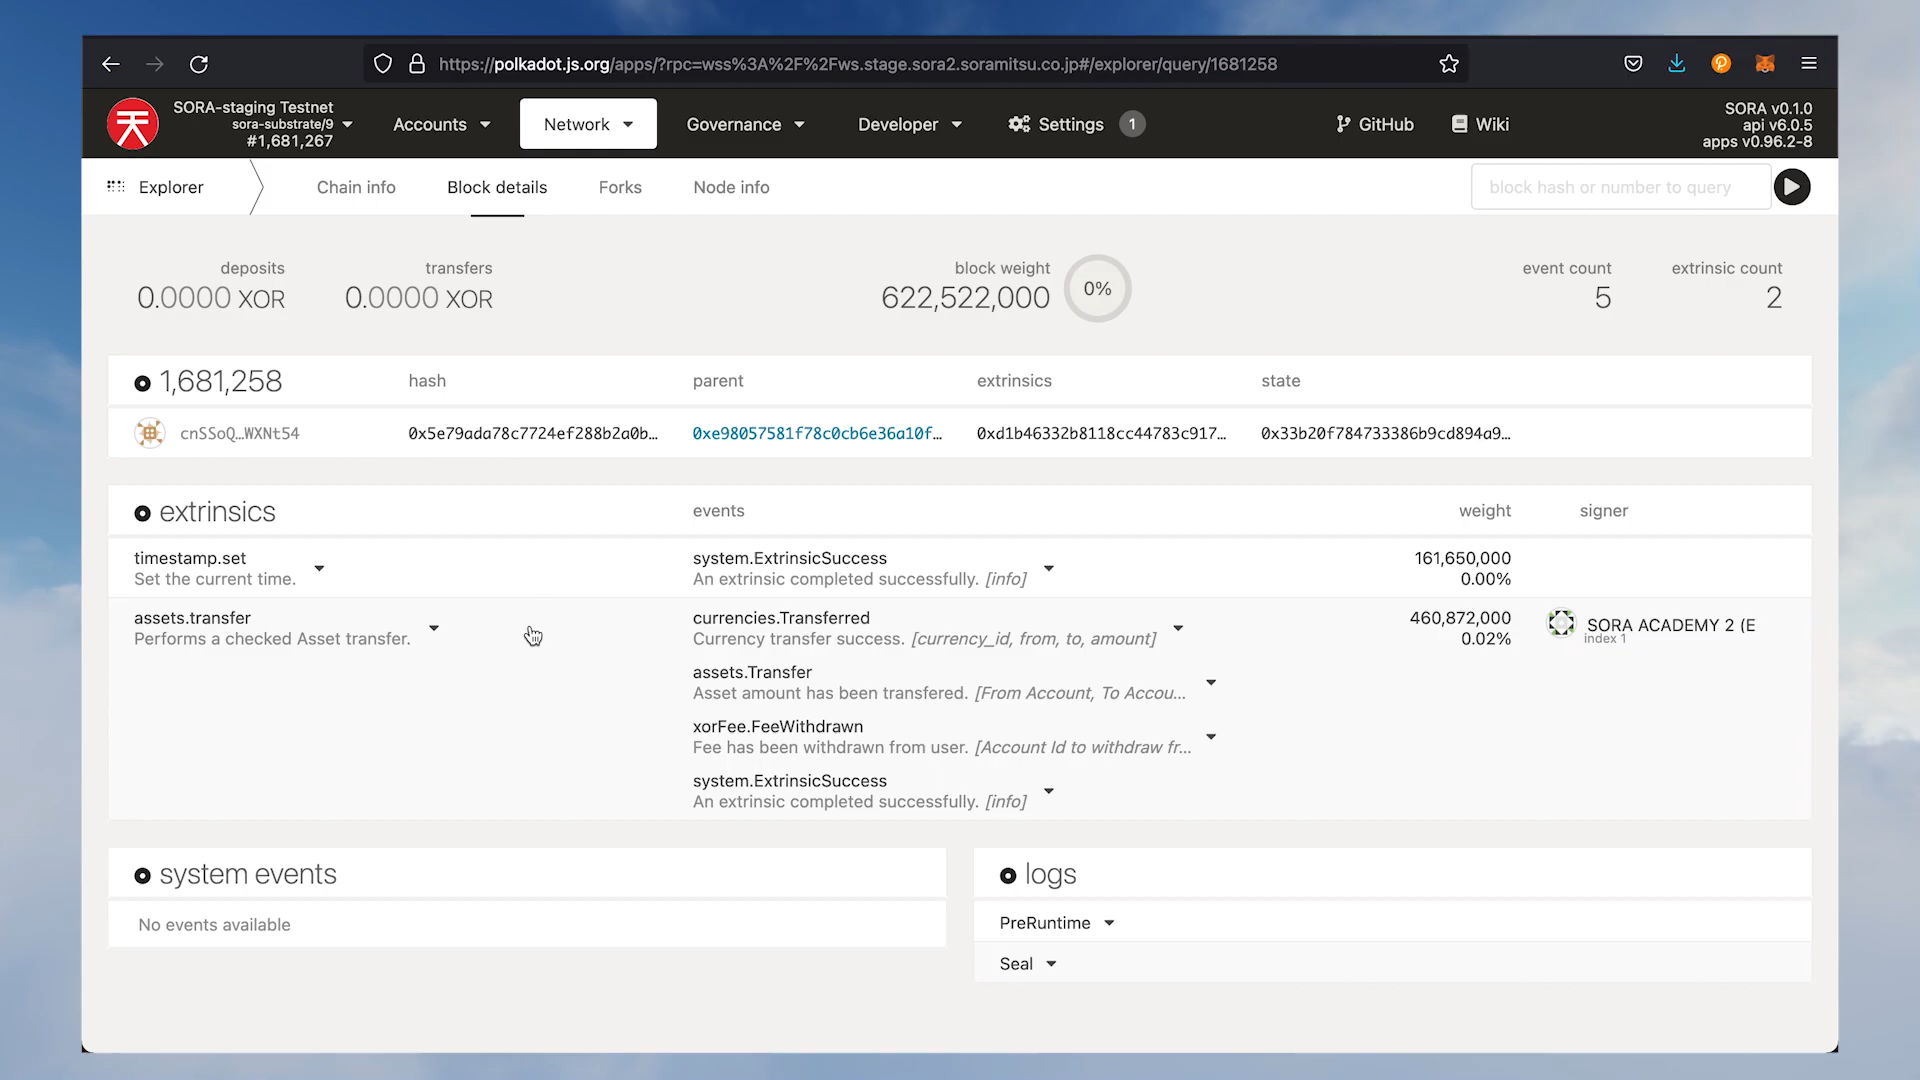 https://polkadot.js.org/apps/?rpc=wss%3A%2F%2Fws.stage.sora2.soramitsu.co.jp#/explorer/query/1681258
SORA-staging Testnet
sora-substrate/9
#1,681,267
Accounts
Network
Governance
Developer
Settings
1
GitHub
Wiki
SORA v0.1.0
api v6.0.5
apps v0.96.2-8
Explorer
Chain info
Block details
Forks
Node info
block hash or number to query
deposits
0.0000 XOR
transfers
0.0000 XOR
block weight
622,522,000
0%
event count
5
extrinsic count
2
1,681,258
hash
parent
extrinsics
state
cnSSoQ…WXNt54
0x5e79ada78c7724ef288b2a0b…
0xe98057581f78c0cb6e36a10f…
0xd1b46332b8118cc44783c917…
0x33b20f784733386b9cd894a9…
extrinsics
events
weight
signer
timestamp.set
Set the current time.
system.ExtrinsicSuccess
An extrinsic completed successfully. [info]
161,650,000
0.00%
assets.transfer
Performs a checked Asset transfer.
currencies.Transferred
Currency transfer success. [currency_id, from, to, amount]
460,872,000
0.02%
SORA ACADEMY 2 (E
index 1
assets.Transfer
Asset amount has been transfered. [From Account, To Accou…
xorFee.FeeWithdrawn
Fee has been withdrawn from user. [Account Id to withdraw fr…
system.ExtrinsicSuccess
An extrinsic completed successfully. [info]
system events
No events available
logs
PreRuntime
Seal